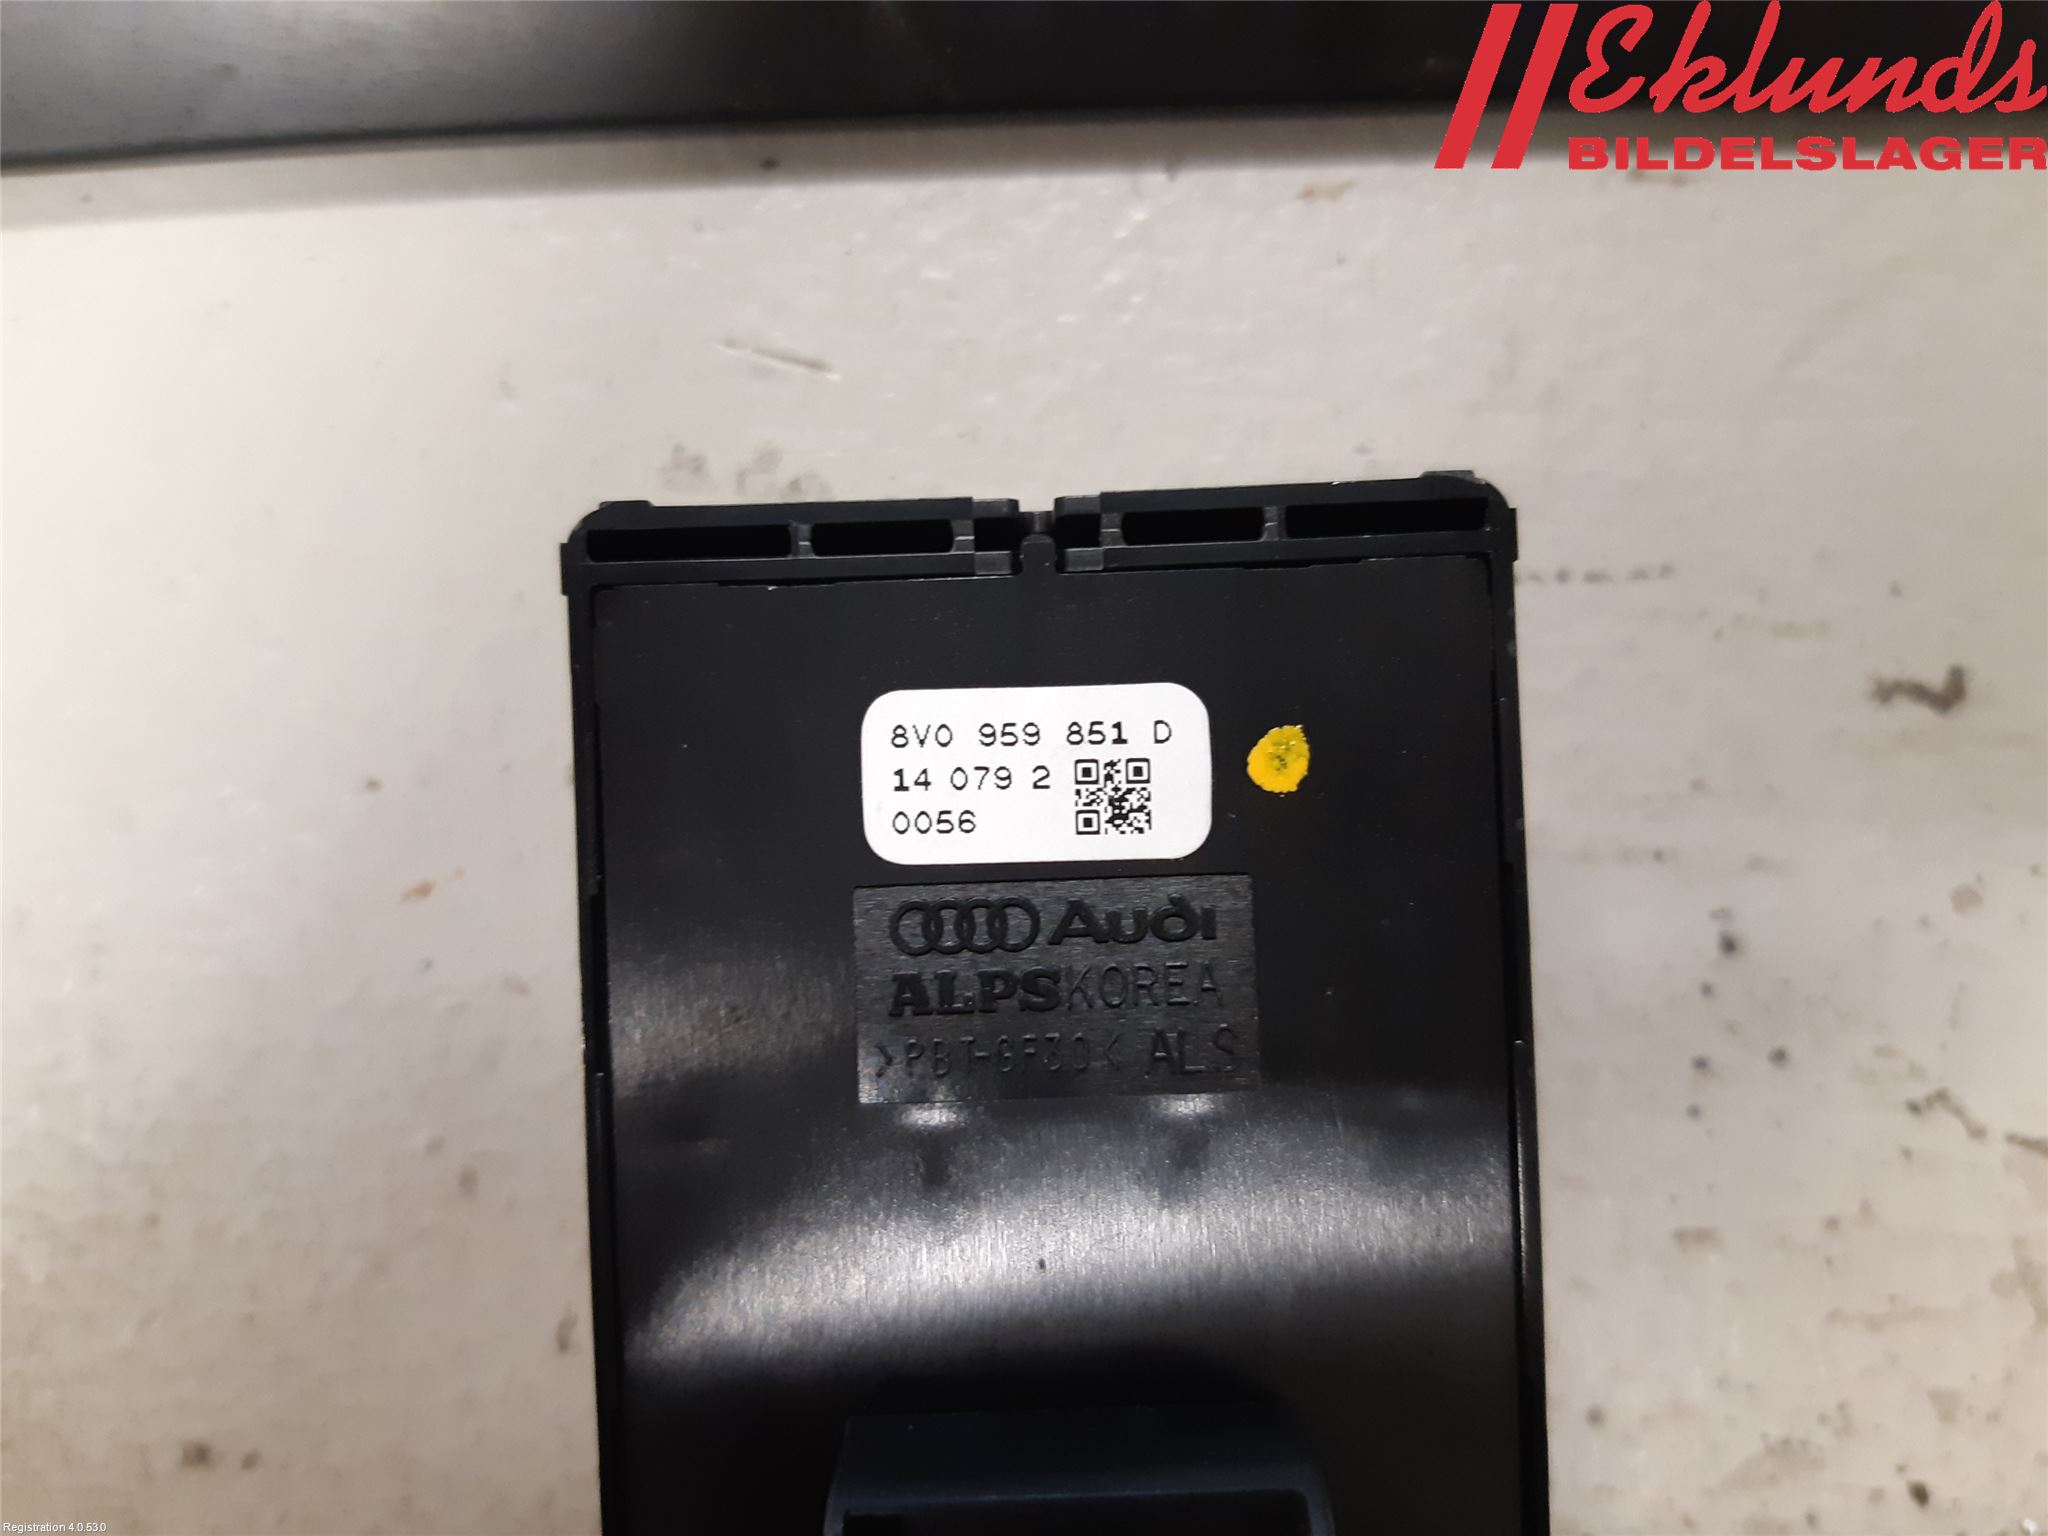 Eklunds
BILDELSLAGER
8V0 959 851 D
14 079 2
0056
Audi
ALPS KOREA
>PBT-GF30< ALS
Registration 4.0.53.0